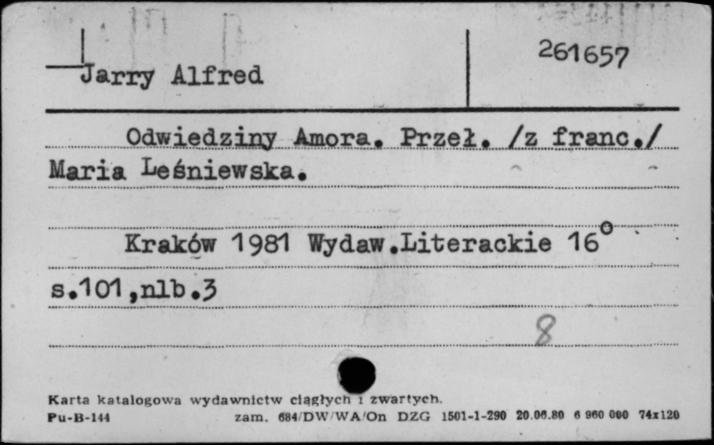 Jarry Alfred
261657
Odwiedziny Amora. Przeł. /z franc./
Maria Leśniewska.
Kraków 1981 Wydaw.Literackie 16°
s.101,nlb.3
8
Karta katalogowa wydawnictw ciągłych i zwartych.
Pu-B-144 zam. 684/DW/WA/On DZG 1501-1-290 20.06.80 6 960 000 74x120